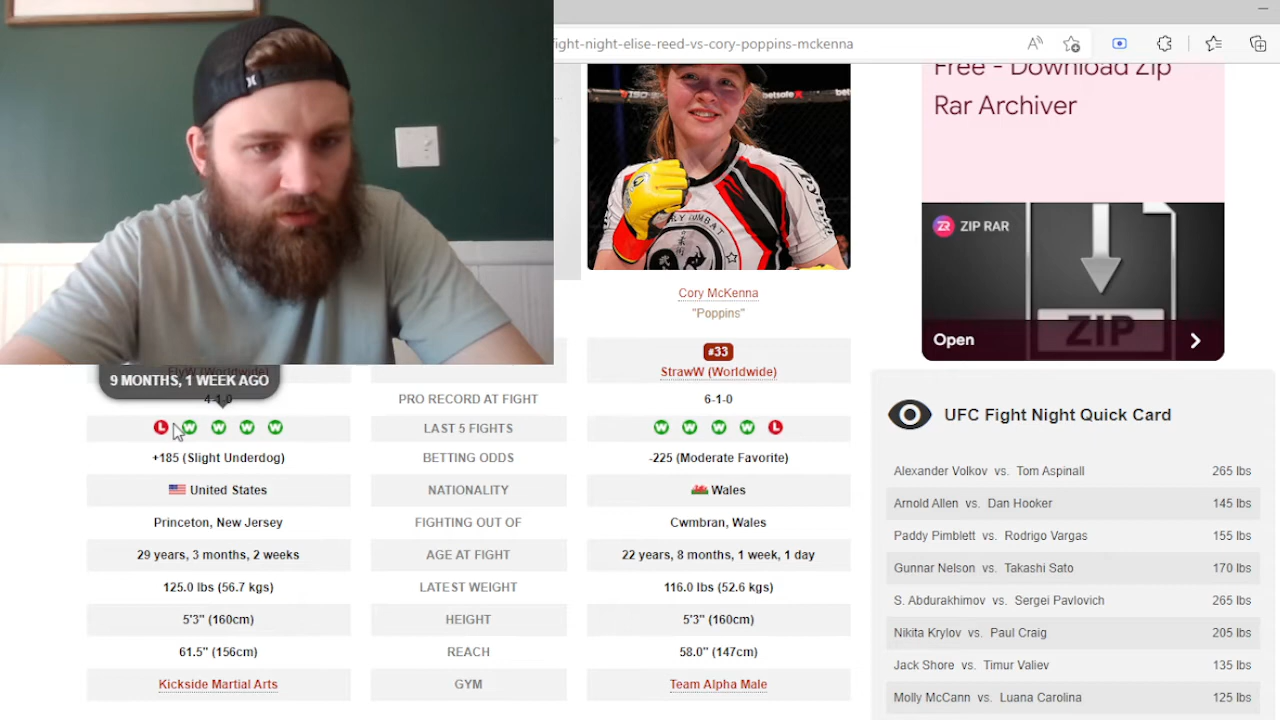 ight-night-elise-reed-vs-cory-poppins-mckenna
Free - Download Zip
Rar Archiver
ZIP RAR
ZIP
Open
Cory McKenna
"Poppins"
#33
FlyW (Worldwide)
StrawW (Worldwide)
9 MONTHS, 1 WEEK AGO
4-1-0 PRO RECORD AT FIGHT 6-1-0
L W W W W LAST 5 FIGHTS W W W W L
+185 (Slight Underdog) BETTING ODDS -225 (Moderate Favorite)
United States NATIONALITY Wales
Princeton, New Jersey FIGHTING OUT OF Cwmbran, Wales
29 years, 3 months, 2 weeks AGE AT FIGHT 22 years, 8 months, 1 week, 1 day
125.0 lbs (56.7 kgs) LATEST WEIGHT 116.0 lbs (52.6 kgs)
5'3" (160cm) HEIGHT 5'3" (160cm)
61.5" (156cm) REACH 58.0" (147cm)
Kickside Martial Arts GYM Team Alpha Male
UFC Fight Night Quick Card
Alexander Volkov vs. Tom Aspinall 265 lbs
Arnold Allen vs. Dan Hooker 145 lbs
Paddy Pimblett vs. Rodrigo Vargas 155 lbs
Gunnar Nelson vs. Takashi Sato 170 lbs
S. Abdurakhimov vs. Sergei Pavlovich 265 lbs
Nikita Krylov vs. Paul Craig 205 lbs
Jack Shore vs. Timur Valiev 135 lbs
Molly McCann vs. Luana Carolina 125 lbs